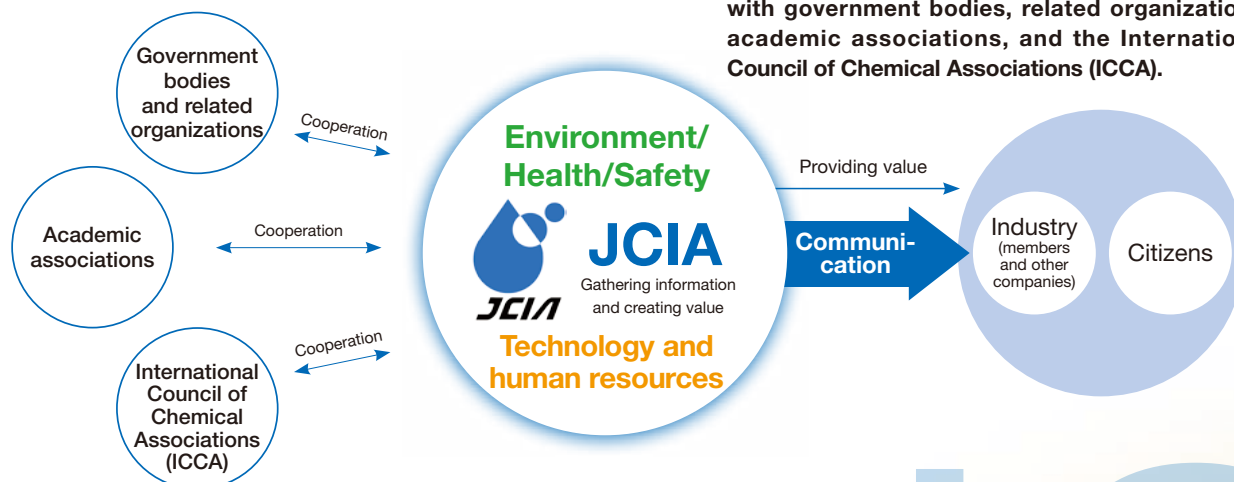 with government bodies, related
academic associations, and the
Council of Chemical Associations (ICCA).
Government
bodies
and related
organizations
Cooperation
Academic
associations
Cooperation
International
Council of
Chemical
Associations
(ICCA)
Cooperation
Environment/
Health/Safety
JCIA
JCIA
Gathering information
and creating value
Technology and
human resources
Providing value
Communi-
cation
Industry
(members
and other
companies)
Citizens